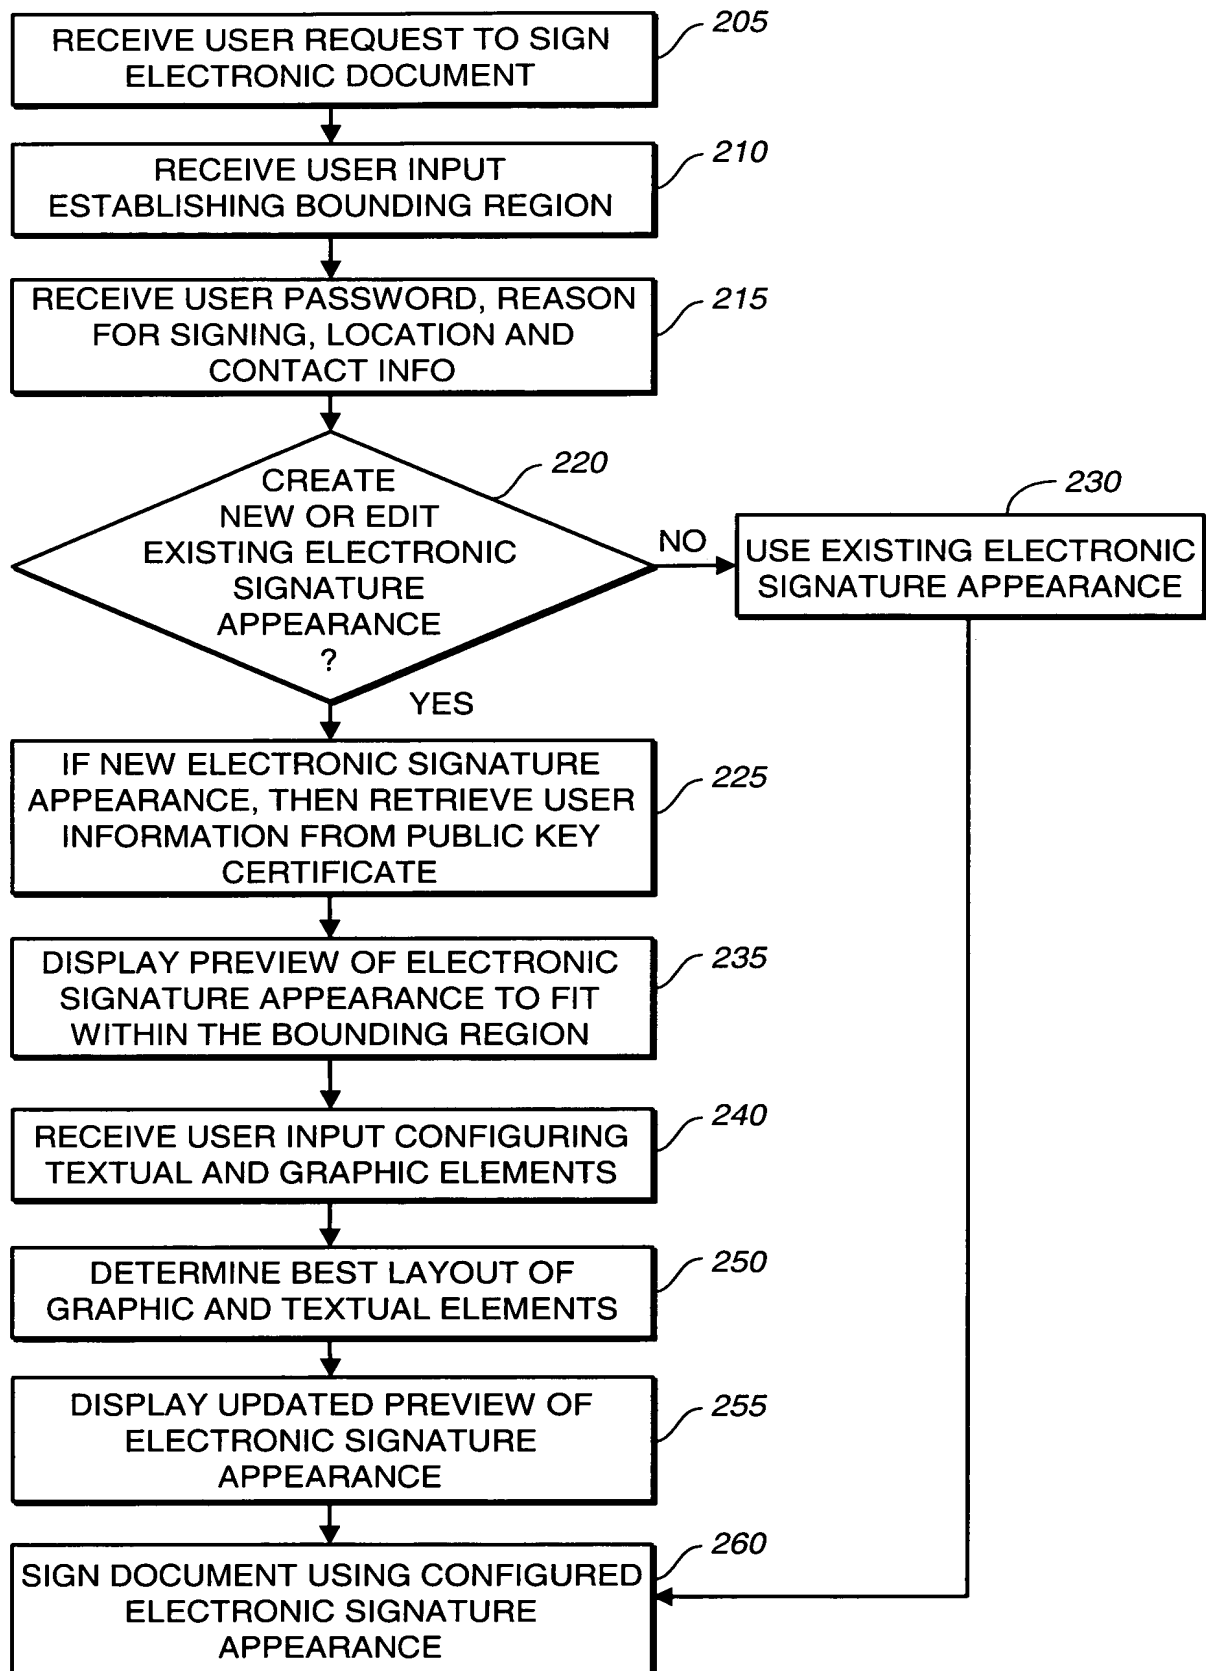 RECEIVE USER REQUEST TO SIGN
ELECTRONIC DOCUMENT
205
RECEIVE USER INPUT
ESTABLISHING BOUNDING REGION
210
RECEIVE USER PASSWORD, REASON
FOR SIGNING, LOCATION AND
CONTACT INFO
215
CREATE
NEW OR EDIT
EXISTING ELECTRONIC
SIGNATURE
APPEARANCE
?
220
NO
USE EXISTING ELECTRONIC
SIGNATURE APPEARANCE
230
YES
IF NEW ELECTRONIC SIGNATURE
APPEARANCE, THEN RETRIEVE USER
INFORMATION FROM PUBLIC KEY
CERTIFICATE
225
DISPLAY PREVIEW OF ELECTRONIC
SIGNATURE APPEARANCE TO FIT
WITHIN THE BOUNDING REGION
235
RECEIVE USER INPUT CONFIGURING
TEXTUAL AND GRAPHIC ELEMENTS
240
DETERMINE BEST LAYOUT OF
GRAPHIC AND TEXTUAL ELEMENTS
250
DISPLAY UPDATED PREVIEW OF
ELECTRONIC SIGNATURE
APPEARANCE
255
SIGN DOCUMENT USING CONFIGURED
ELECTRONIC SIGNATURE
APPEARANCE
260